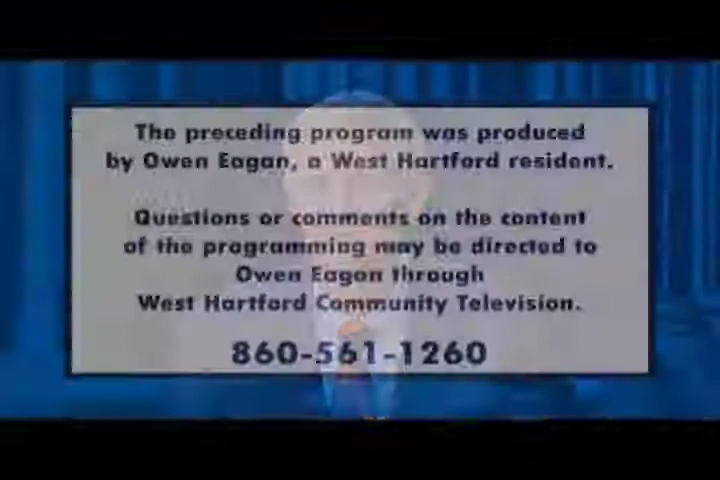 The preceding program was produced
by Owen Eagan, a West Hartford resident.
Questions or comments on the content
of the programming may be directed to
Owen Eagan through
West Hartford Community Television.
860-561-1260